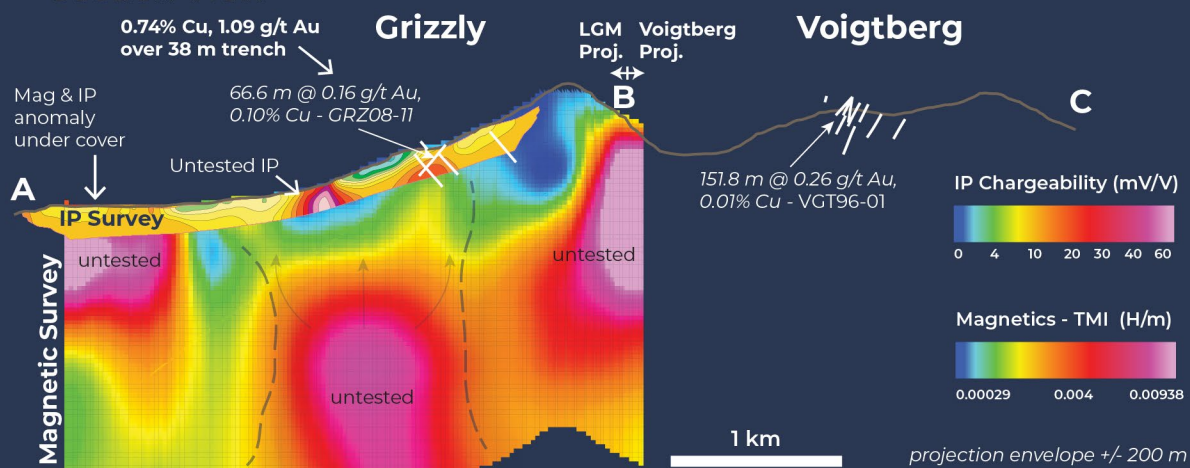 0.74% Cu, 1.09 g/t Au
over 38 m trench
Grizzly
LGM
Proj.
Voigtberg
Proj.
Voigtberg
66.6 m @ 0.16 g/t Au,
0.10% Cu - GRZ08-11
Mag & IP
anomaly
under cover
Untested IP
A
B
C
IP Survey
untested
untested
untested
Magnetic Survey
151.8 m @ 0.26 g/t Au,
0.01% Cu - VGT96-01
IP Chargeability (mV/V)
0 4 10 20 30 40 60
Magnetics - TMI (H/m)
0.00029 0.004 0.00938
1 km
projection envelope +/- 200 m